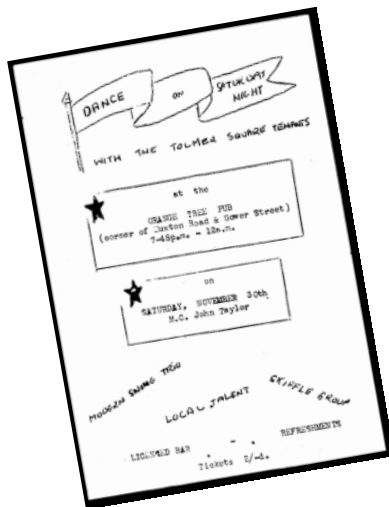 DANCE
ON
SATURDAY
NIGHT
WITH THE TOLMER SQUARE TENANTS
at the
ORANGE TREE PUB
(corner of Euston Road & Gower Street)
7-45p.m. - 12a.m.
on
SATURDAY, NOVEMBER 30th
M.C. John Taylor
MODERN SWING TRIO
LOCAL TALENT
SKIFFLE GROUP
LICENSED BAR
REFRESHMENTS
Tickets 2/-d.